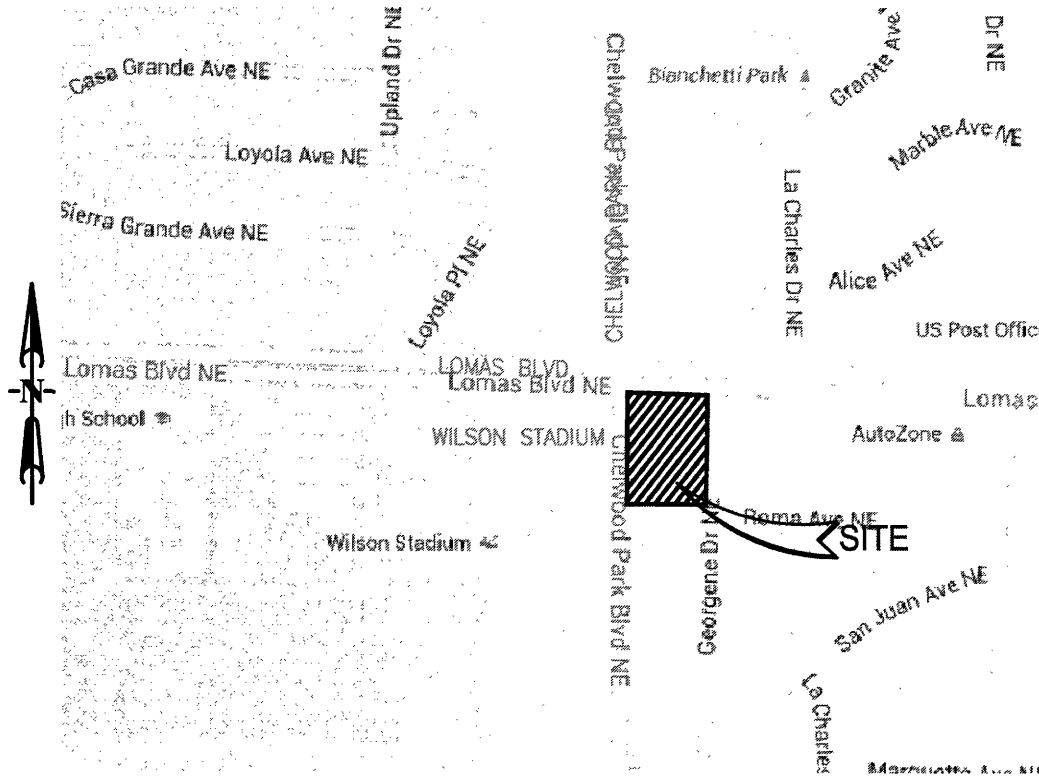 Casa Grande Ave NE
Upland Dr NE
Bianchetti Park
Granite Ave
Dr NE
Loyola Ave NE
Marble Ave NE
Sierra Grande Ave NE
Loyola Pl NE
La Charles Dr NE
Alice Ave NE
US Post Offic
N
Lomas Blvd NE
LOMAS BLVD
Lomas Blvd NE
Lomas
h School
WILSON STADIUM
AutoZone
Chelwood Park Blvd NE
Wilson Stadium
Georgene Dr NE
Roma Ave NE
SITE
San Juan Ave NE
La Charles
Marquette Ave NE